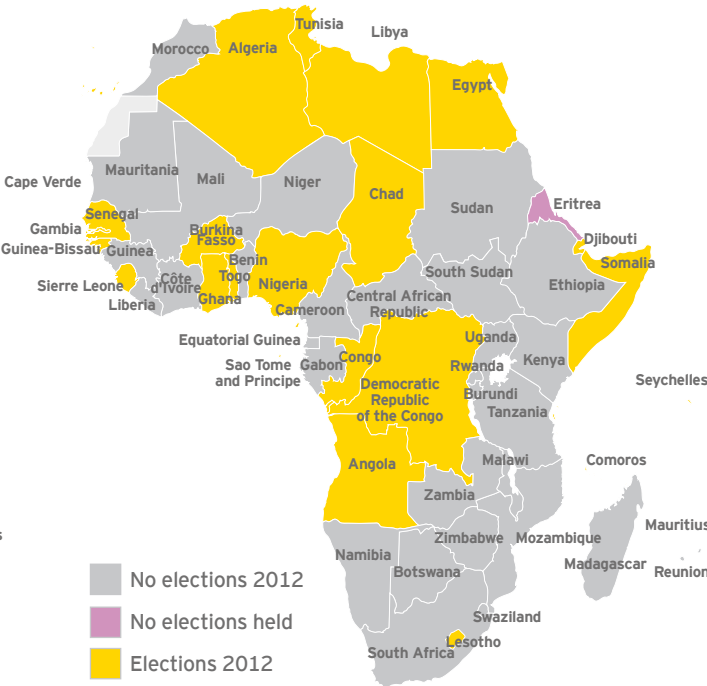 Tunisia
Libya
Morocco
Algeria
Egypt
Mauritania
Cape Verde
Mali
Niger
Chad
Sudan
Eritrea
Senegal
Gambia
Burkina
Fasso
Djibouti
Guinea-Bissau
Guinea
Benin
Somalia
South Sudan
Togo
Nigeria
Côte
d'Ivoire
Ethiopia
Sierre Leone
Ghana
Liberia
Cameroon
Central African
Republic
Equatorial Guinea
Uganda
Congo
Kenya
Sao Tome
and Principe
Gabon
Rwanda
Seychelles
Democratic
Republic
of the Congo
Burundi
Tanzania
Angola
Malawi
Comoros
Zambia
Mauritius
s
Zimbabwe
Mozambique
Namibia
Madagascar
Botswana
Reunion
No elections 2012
Swaziland
No elections held
Lesotho
South Africa
Elections 2012